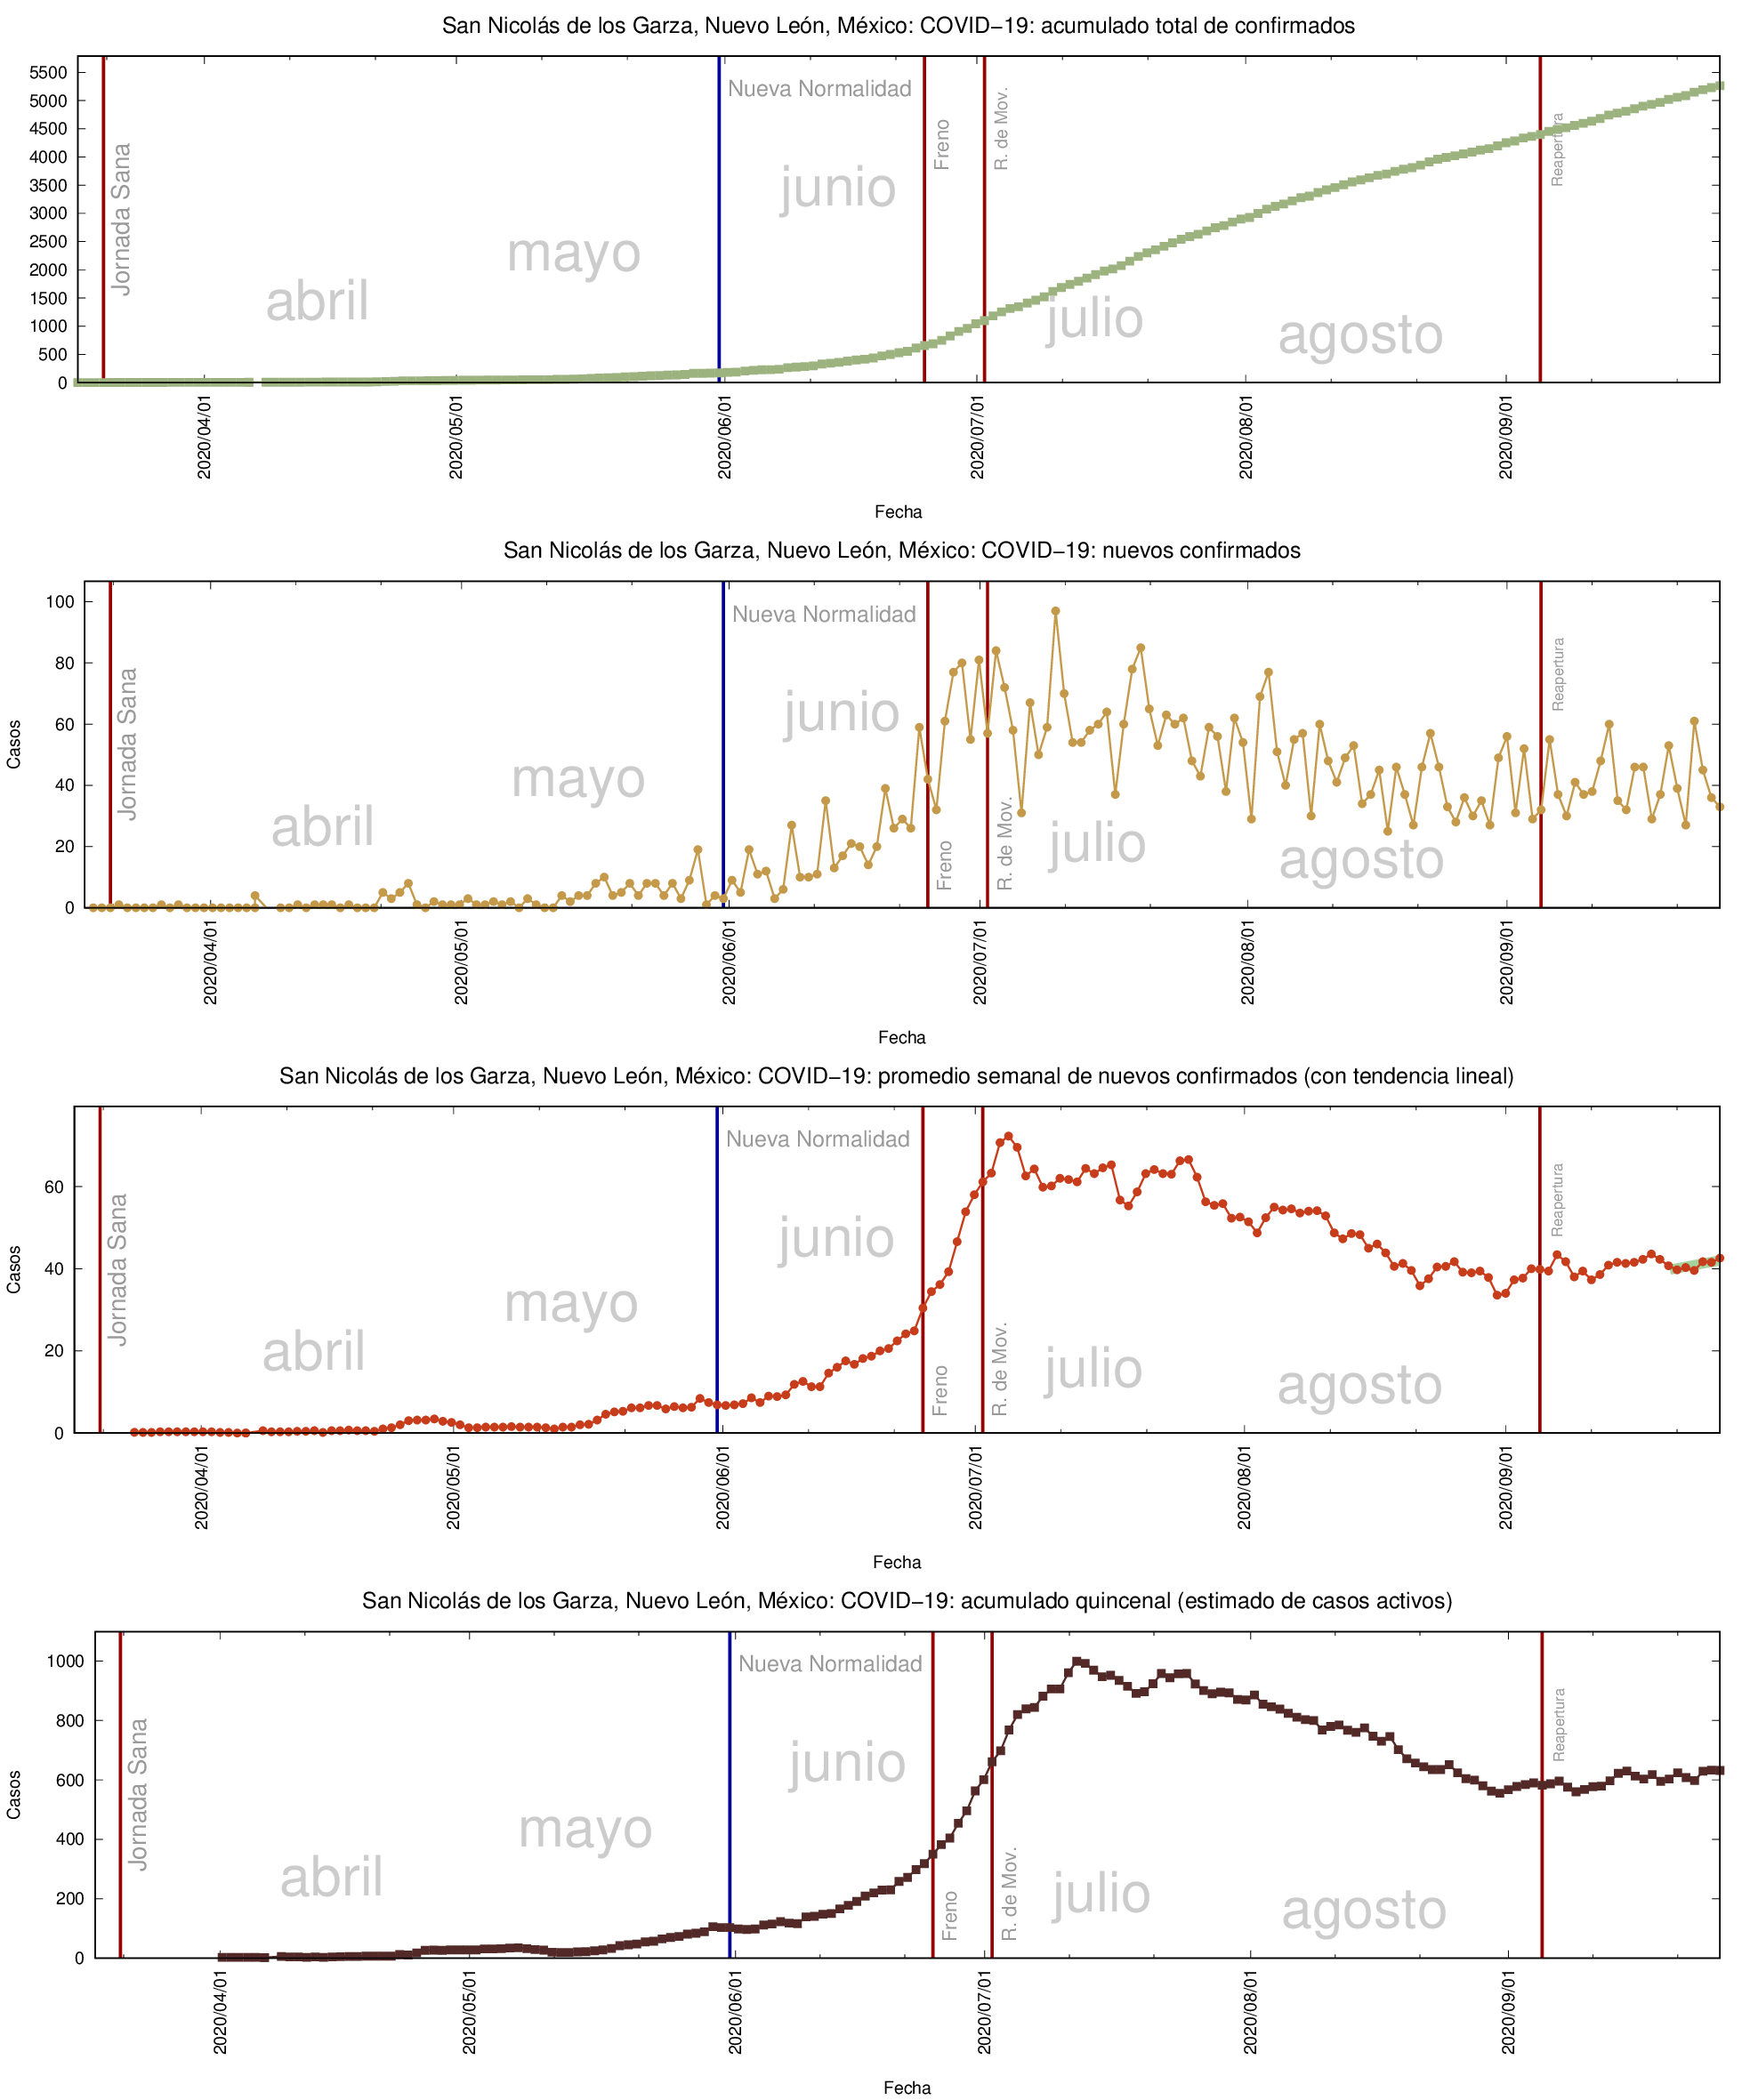 San Nicolás de los Garza, Nuevo León, México: COVID−19: acumulado total de confirmados
5500
5000
4500
4000
3500
3000
2500
2000
1500
1000
500
0
Jornada Sana
abril
mayo
Nueva Normalidad
junio
Freno
R. de Mov.
julio
agosto
Reapertura
2020/04/01
2020/05/01
2020/06/01
2020/07/01
2020/08/01
2020/09/01
Fecha
San Nicolás de los Garza, Nuevo León, México: COVID−19: nuevos confirmados
Casos
100
80
60
40
20
0
Jornada Sana
abril
mayo
Nueva Normalidad
junio
Freno
R. de Mov.
julio
agosto
Reapertura
2020/04/01
2020/05/01
2020/06/01
2020/07/01
2020/08/01
2020/09/01
Fecha
San Nicolás de los Garza, Nuevo León, México: COVID−19: promedio semanal de nuevos confirmados (con tendencia lineal)
Casos
60
40
20
0
Jornada Sana
abril
mayo
Nueva Normalidad
junio
Freno
R. de Mov.
julio
agosto
Reapertura
2020/04/01
2020/05/01
2020/06/01
2020/07/01
2020/08/01
2020/09/01
Fecha
San Nicolás de los Garza, Nuevo León, México: COVID−19: acumulado quincenal (estimado de casos activos)
Casos
1000
800
600
400
200
0
Jornada Sana
abril
mayo
Nueva Normalidad
junio
Freno
R. de Mov.
julio
agosto
Reapertura
2020/04/01
2020/05/01
2020/06/01
2020/07/01
2020/08/01
2020/09/01
Fecha